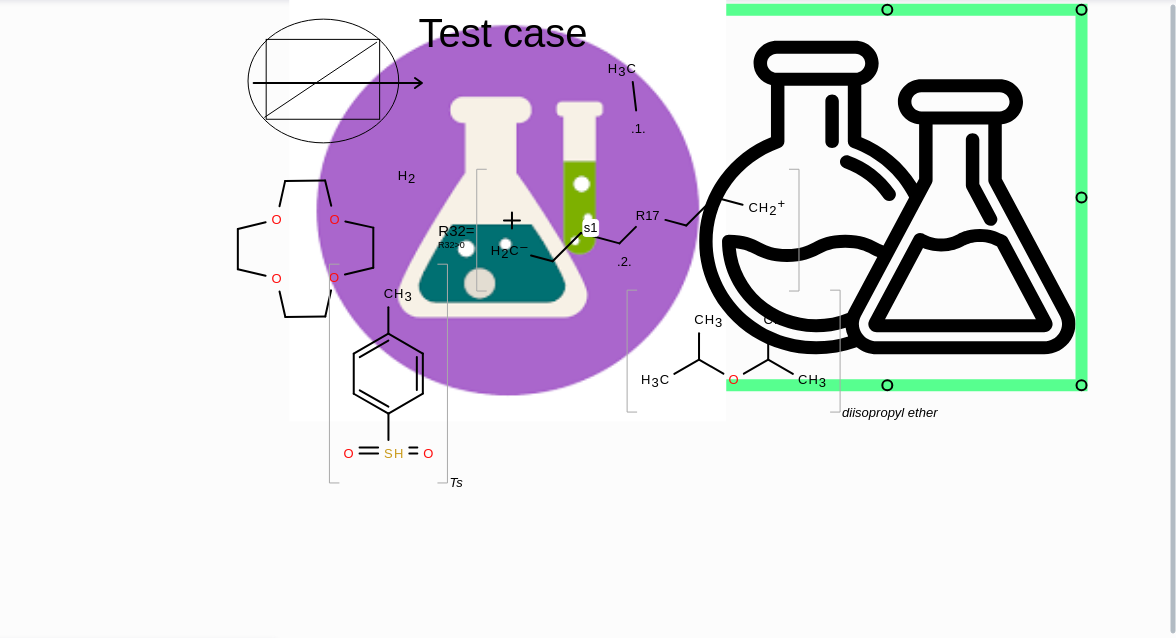 Test case
H3C
.1.
H2
CH2+
R17
s1
R32=
R32>0
H2C−
.2.
O
O
O
O
CH3
CH3
H3C
O
CH3
diisopropyl ether
O
SH
O
Ts